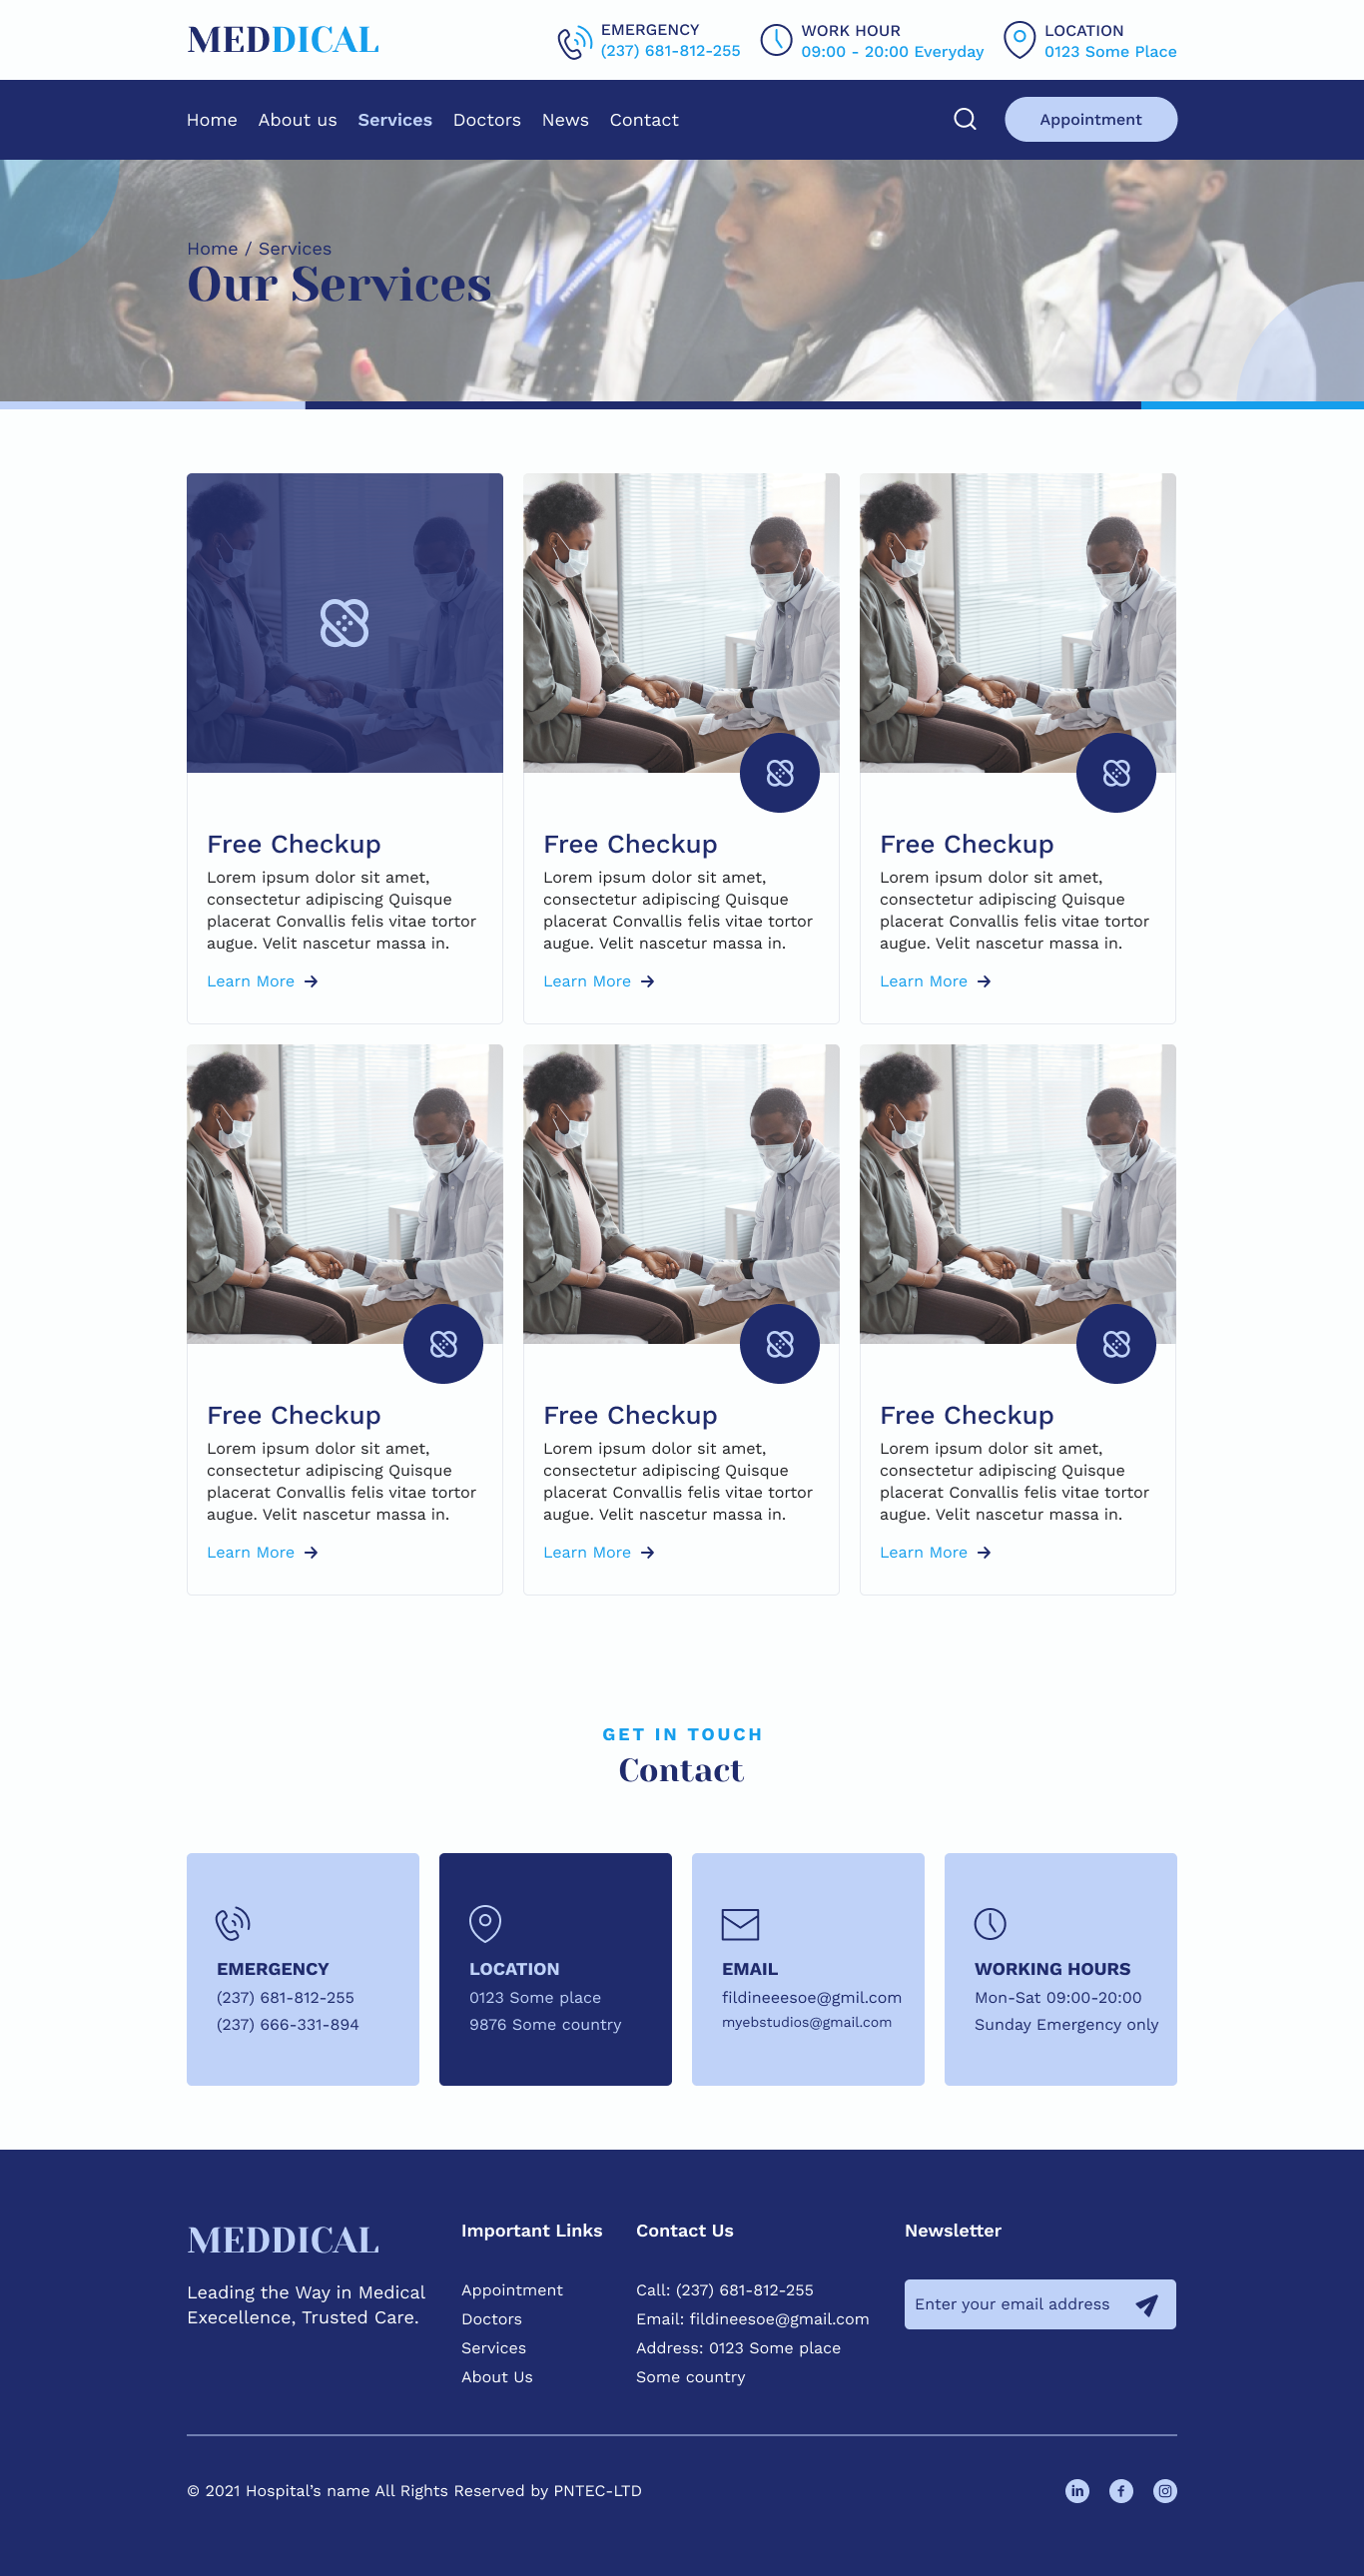 MEDDICAL
EMERGENCY
(237) 681-812-255
WORK HOUR
09:00 - 20:00 Everyday
LOCATION
0123 Some Place
Home
About us
Services
Doctors
News
Contact
Appointment
Home / Services
Our Services
Free Checkup
Lorem ipsum dolor sit amet,
consectetur adipiscing Quisque
placerat Convallis felis vitae tortor
augue. Velit nascetur massa in.
Learn More
Free Checkup
Lorem ipsum dolor sit amet,
consectetur adipiscing Quisque
placerat Convallis felis vitae tortor
augue. Velit nascetur massa in.
Learn More
Free Checkup
Lorem ipsum dolor sit amet,
consectetur adipiscing Quisque
placerat Convallis felis vitae tortor
augue. Velit nascetur massa in.
Learn More
Free Checkup
Lorem ipsum dolor sit amet,
consectetur adipiscing Quisque
placerat Convallis felis vitae tortor
augue. Velit nascetur massa in.
Learn More
Free Checkup
Lorem ipsum dolor sit amet,
consectetur adipiscing Quisque
placerat Convallis felis vitae tortor
augue. Velit nascetur massa in.
Learn More
Free Checkup
Lorem ipsum dolor sit amet,
consectetur adipiscing Quisque
placerat Convallis felis vitae tortor
augue. Velit nascetur massa in.
Learn More
GET IN TOUCH
Contact
EMERGENCY
(237) 681-812-255
(237) 666-331-894
LOCATION
0123 Some place
9876 Some country
EMAIL
fildineeesoe@gmil.com
myebstudios@gmail.com
WORKING HOURS
Mon-Sat 09:00-20:00
Sunday Emergency only
MEDDICAL
Leading the Way in Medical
Execellence, Trusted Care.
Important Links
Appointment
Doctors
Services
About Us
Contact Us
Call: (237) 681-812-255
Email: fildineesoe@gmail.com
Address: 0123 Some place
Some country
Newsletter
Enter your email address
© 2021 Hospital’s name All Rights Reserved by PNTEC-LTD